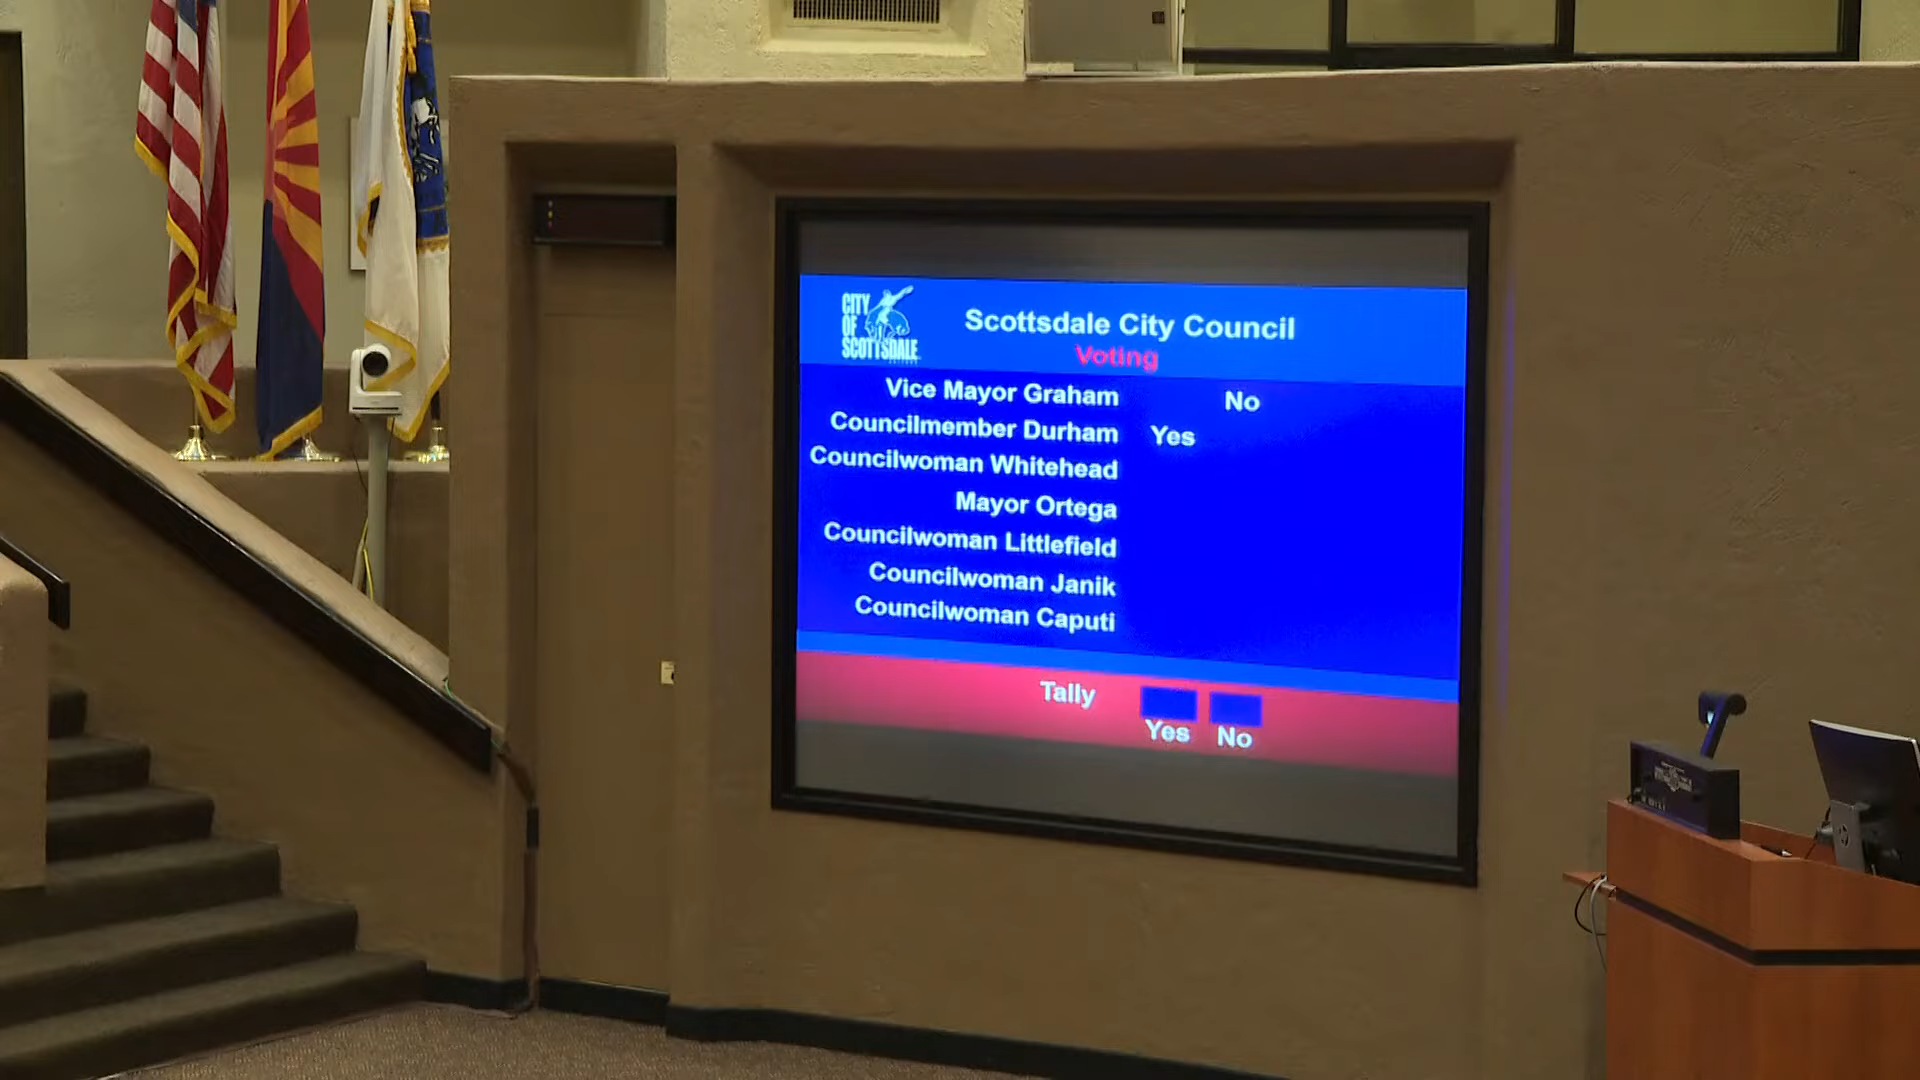 CITY
OF
SCOTTSDALE
Scottsdale City Council
Voting
Vice Mayor Graham No
Councilmember Durham Yes
Councilwoman Whitehead
Mayor Ortega
Councilwoman Littlefield
Councilwoman Janik
Councilwoman Caputi
Tally
Yes No